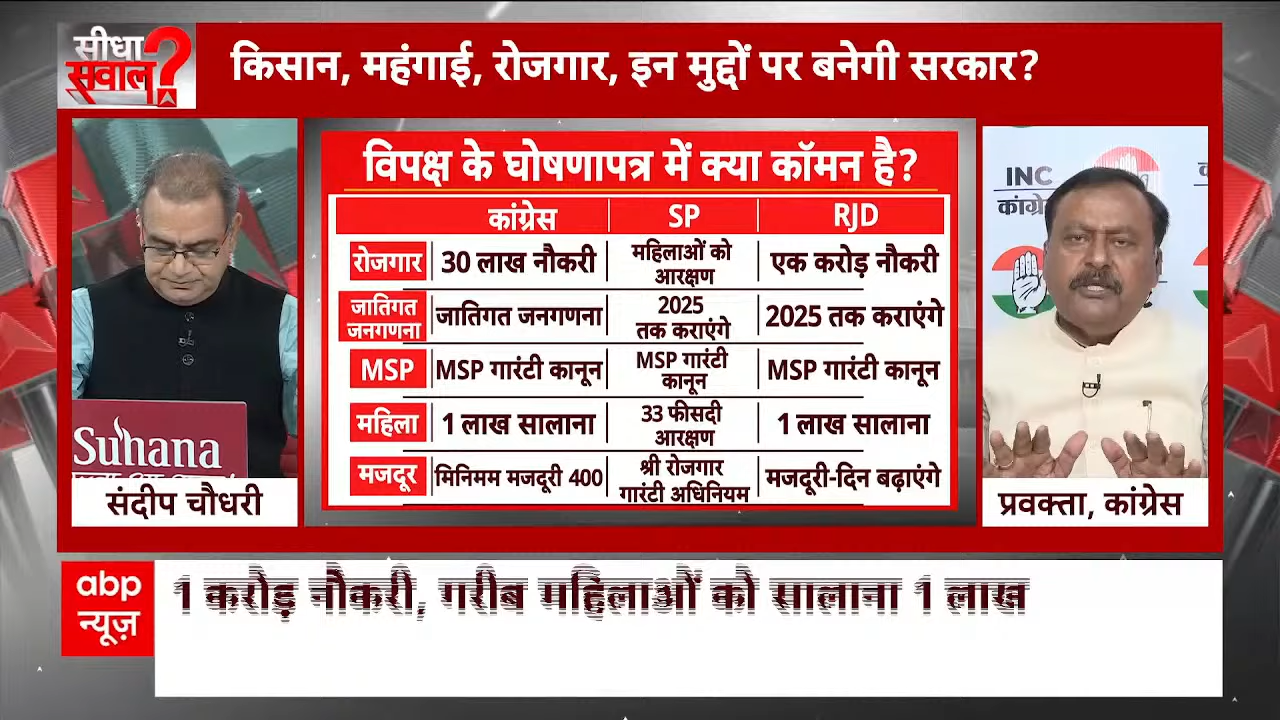 सीधा
सवाल?
किसान, महंगाई, रोजगार, इन मुद्दों पर बनेगी सरकार?
विपक्ष के घोषणापत्र में क्या कॉमन है?
कांग्रेस SP RJD
रोजगार 30 लाख नौकरी महिलाओं को आरक्षण एक करोड़ नौकरी
जातिगत जनगणना जातिगत जनगणना 2025 तक कराएंगे 2025 तक कराएंगे
MSP MSP गारंटी कानून MSP गारंटी कानून MSP गारंटी कानून
महिला 1 लाख सालाना 33 फीसदी आरक्षण 1 लाख सालाना
मजदूर मिनिमम मजदूरी 400 श्री रोजगार गारंटी अधिनियम मजदूरी-दिन बढ़ाएंगे
INC
Suhana
संदीप चौधरी
प्रवक्ता, कांग्रेस
abp
न्यूज़
1 करोड़ नौकरी, गरीब महिलाओं को सालाना 1 लाख